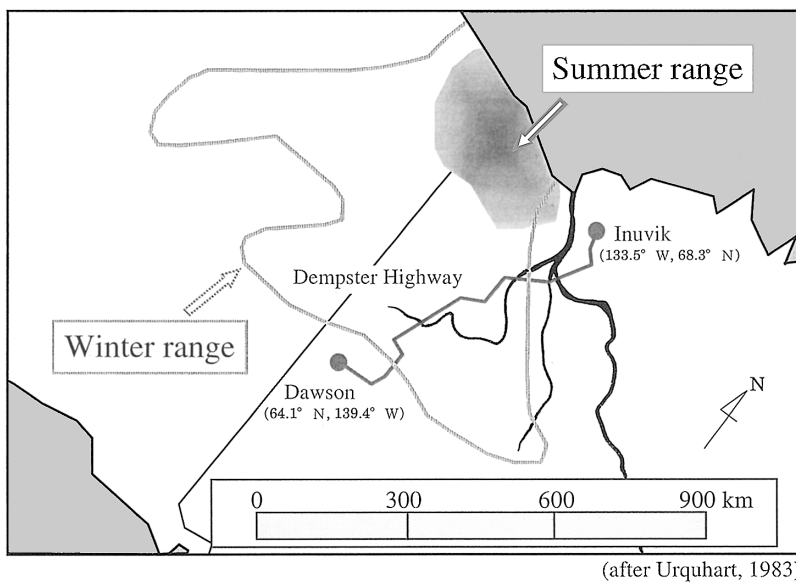 Summer range
Inuvik
(133.5° W, 68.3° N)
Dempster Highway
Winter range
Dawson
(64.1° N, 139.4° W)
N
0 300 600 900 km
(after Urquhart, 1983)